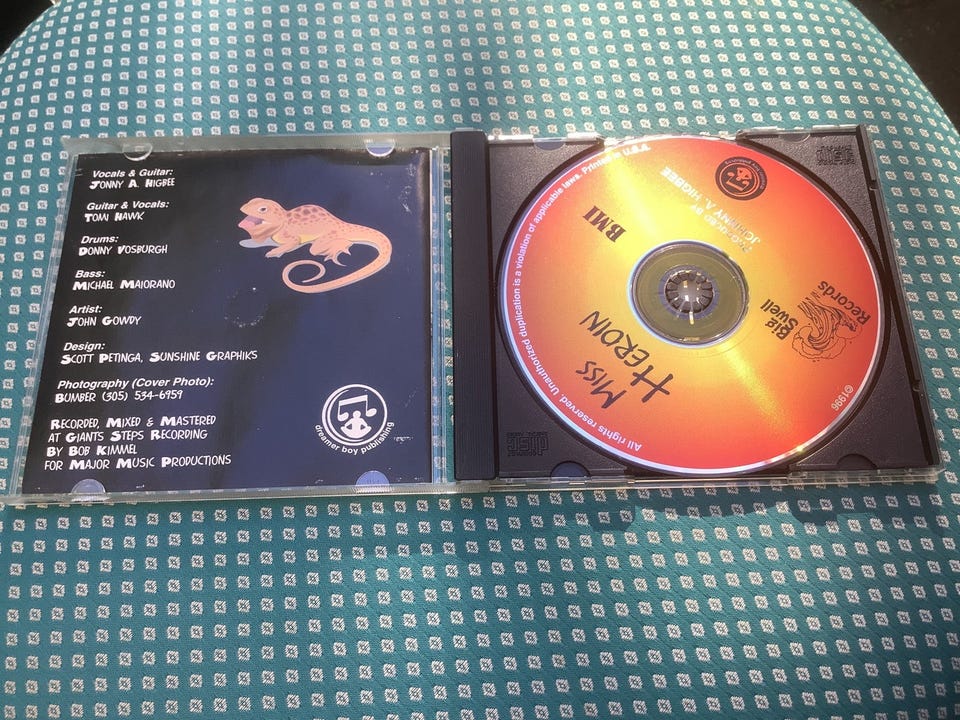 Vocals & Guitar:
JONNY A. HIGBEE
Guitar & Vocals:
TOM HAWK
Drums:
DONNY VOSBURGH
Bass:
MICHAEL MAIORANO
Artist:
JOHN GOWDY
Design:
SCOTT PETINGA, SUNSHINE GRAPHIKS
Photography (Cover Photo):
BUMBER (305) 534-6959
RECORDED, MIXED & MASTERED
AT GIANTS STEPS RECORDING
BY BOB KIMMEL
FOR MAJOR MUSIC PRODUCTIONS
dreamer boy publishing
MISS
HEROIN
BMI
PRODUCED BY
JOHNNY A. HIGBEE
Big
Swell
Records
©1996
All rights reserved. Unauthorized duplication is a violation of applicable laws. Printed in U.S.A.